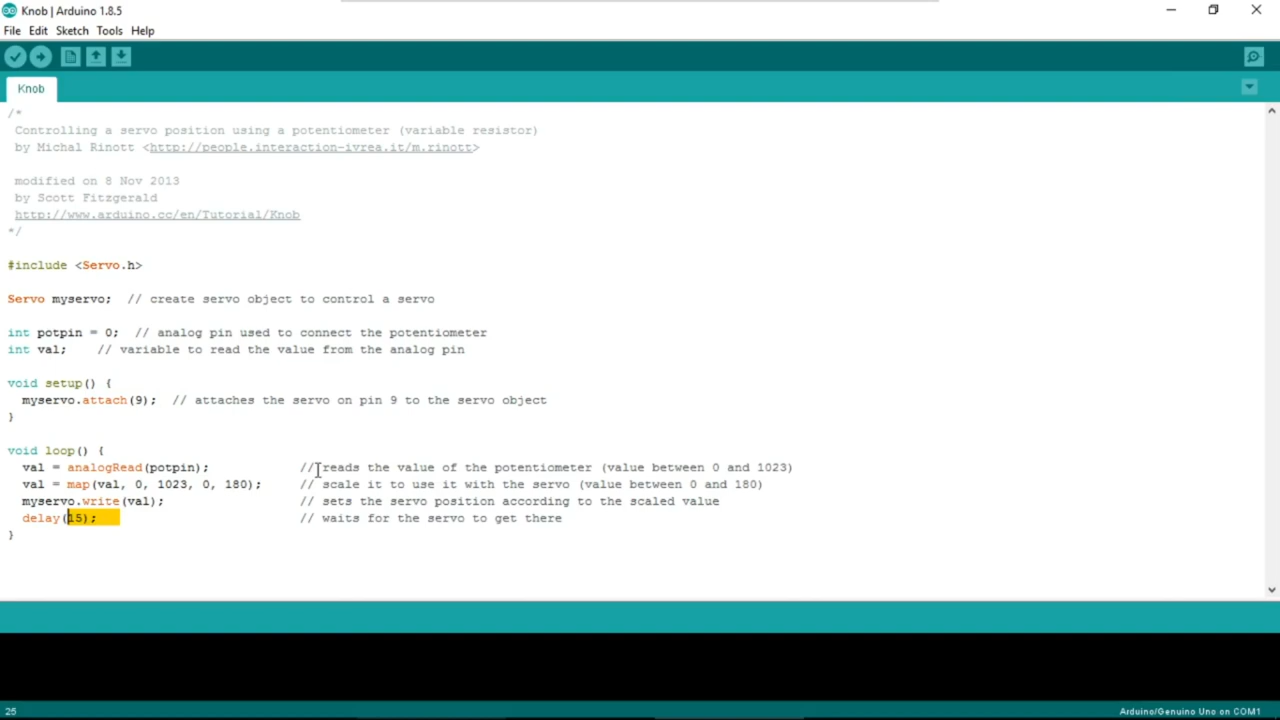 Knob | Arduino 1.8.5
File Edit Sketch Tools Help
Knob
/*
Controlling a servo position using a potentiometer (variable resistor)
by Michal Rinott <http://people.interaction-ivrea.it/m.rinott>
modified on 8 Nov 2013
by Scott Fitzgerald
http://www.arduino.cc/en/Tutorial/Knob
*/
#include <Servo.h>
Servo myservo;  // create servo object to control a servo
int potpin = 0;  // analog pin used to connect the potentiometer
int val;    // variable to read the value from the analog pin
void setup() {
myservo.attach(9);  // attaches the servo on pin 9 to the servo object
}
void loop() {
val = analogRead(potpin);            // reads the value of the potentiometer (value between 0 and 1023)
val = map(val, 0, 1023, 0, 180);     // scale it to use it with the servo (value between 0 and 180)
myservo.write(val);                  // sets the servo position according to the scaled value
delay(15);                           // waits for the servo to get there
}
25
Arduino/Genuino Uno on COM1